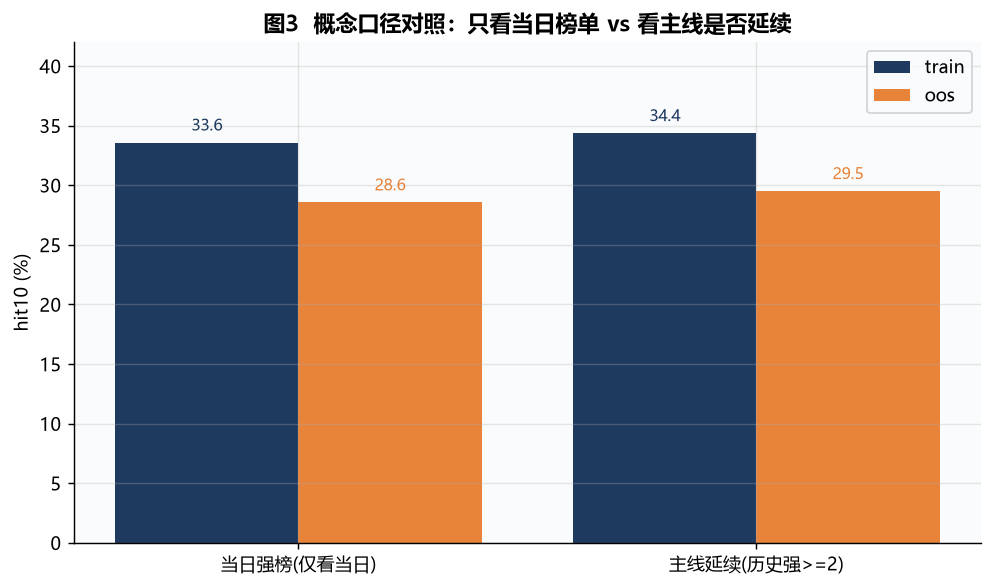 图3 概念口径对照：只看当日榜单 vs 看主线是否延续
train
oos
hit10 (%)
40
35
30
25
20
15
10
5
0
33.6
28.6
34.4
29.5
当日强榜(仅看当日)
主线延续(历史强>=2)